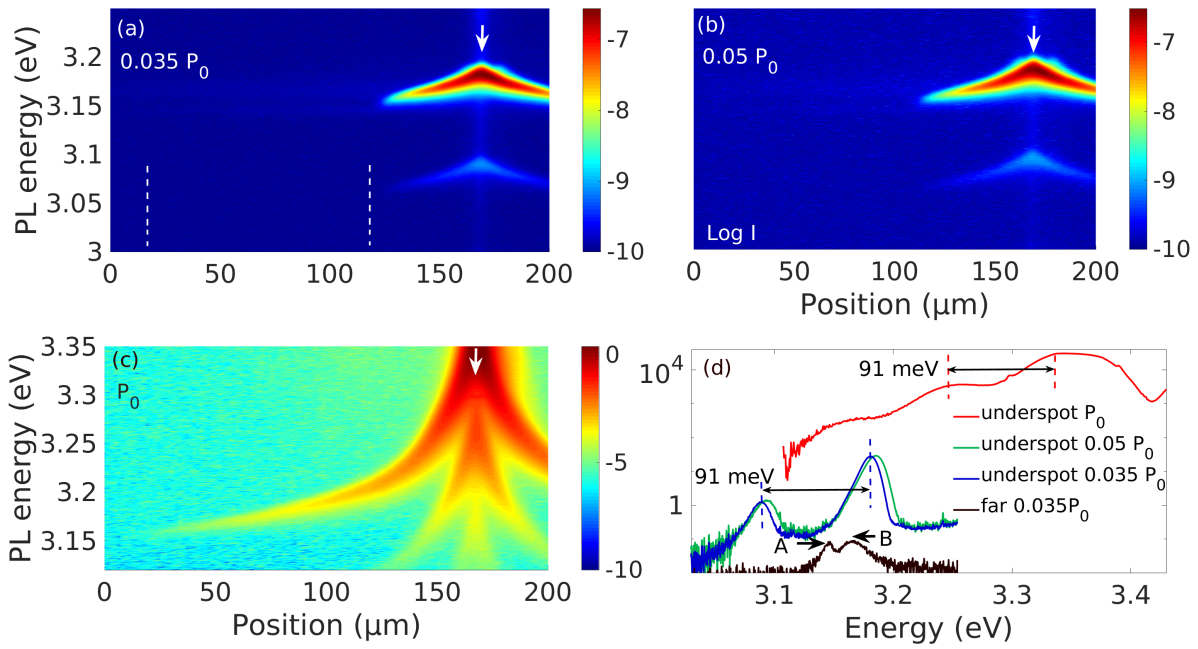 (a)
0.035 P0
PL energy (eV)
3.2
3.15
3.1
3.05
3
0 50 100 150 200
-7
-8
-9
-10
(b)
0.05 P0
Log I
0 50 100 150 200
Position (μm)
-7
-8
-9
-10
(c)
P0
PL energy (eV)
3.35
3.3
3.25
3.2
3.15
0 50 100 150 200
Position (μm)
0
-5
-10
(d)
10^4
1
91 meV
underspot P0
underspot 0.05 P0
underspot 0.035 P0
far 0.035P0
91 meV
A
B
3.1 3.2 3.3 3.4
Energy (eV)